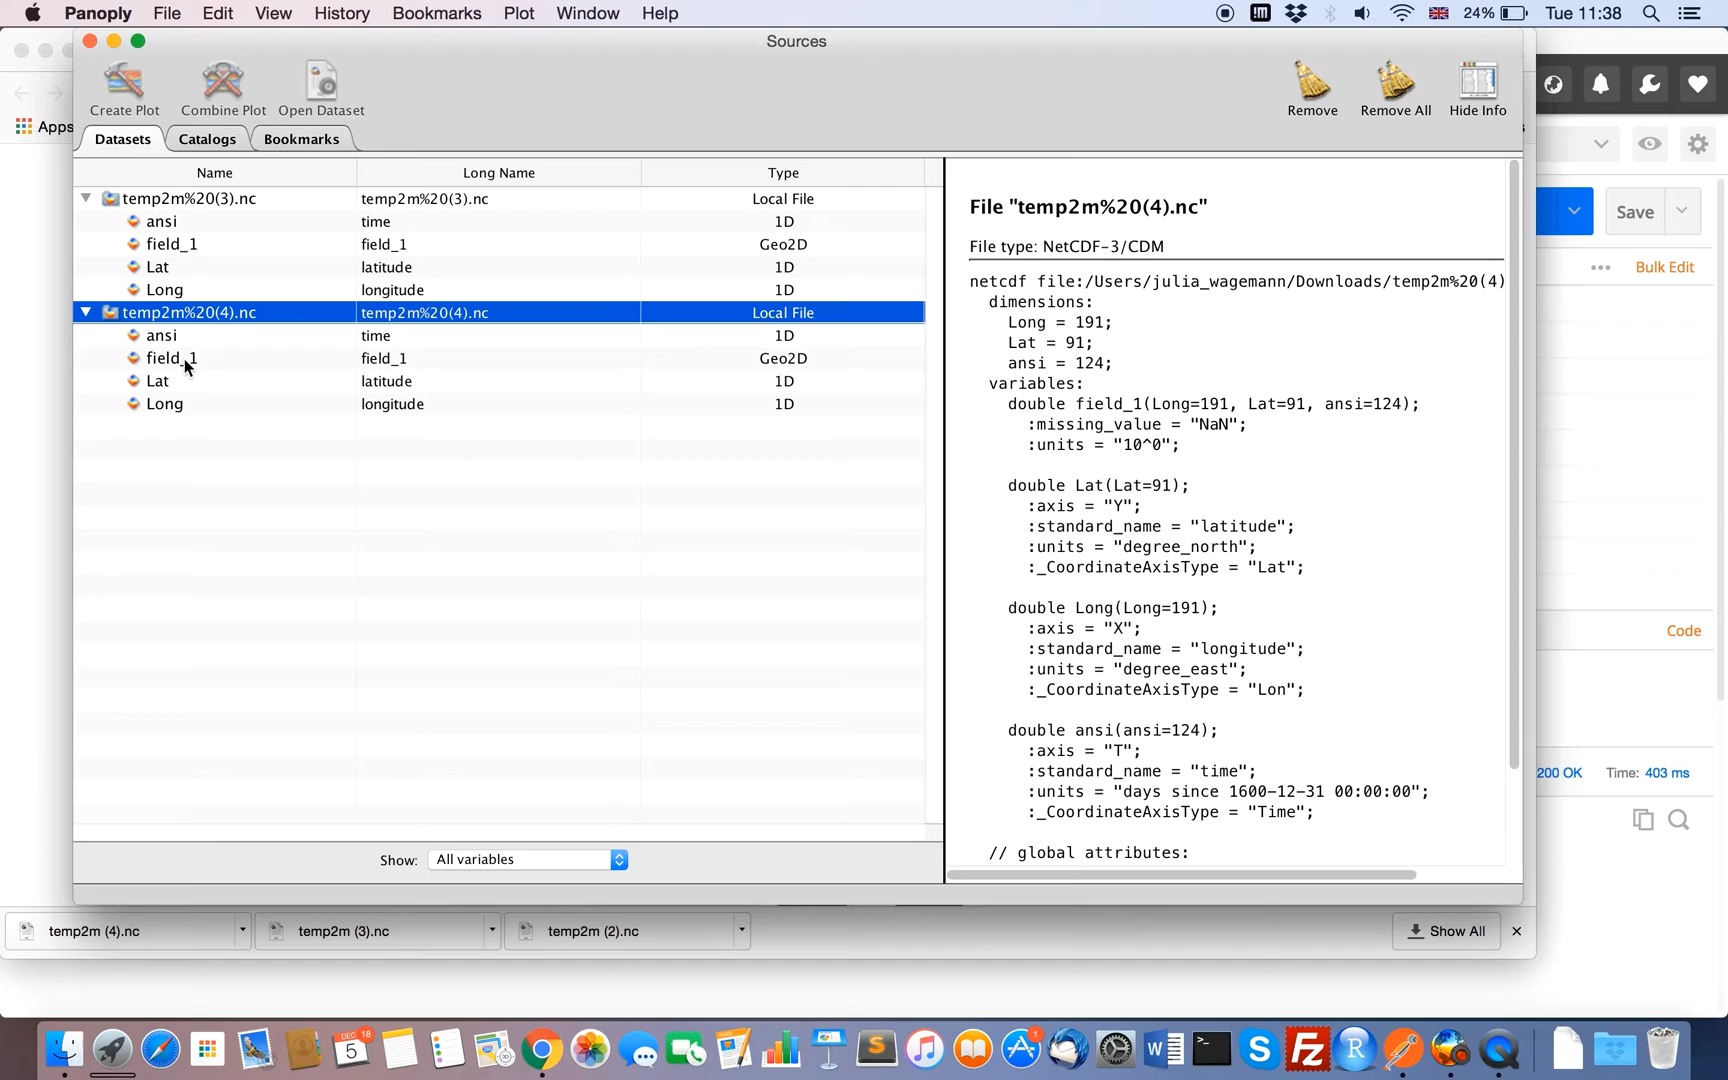 Panoply File Edit View History Bookmarks Plot Window Help 24% Tue 11:38
Sources
Create Plot Combine Plot Open Dataset Remove Remove All Hide Info
Apps
Datasets Catalogs Bookmarks
Name Long Name Type
temp2m%20(3).nc temp2m%20(3).nc Local File
ansi time 1D
field_1 field_1 Geo2D
Lat latitude 1D
Long longitude 1D
temp2m%20(4).nc temp2m%20(4).nc Local File
ansi time 1D
field_1 field_1 Geo2D
Lat latitude 1D
Long longitude 1D
Show: All variables
File "temp2m%20(4).nc"
File type: NetCDF-3/CDM
netcdf file:/Users/julia_wagemann/Downloads/temp2m%20(4)
dimensions:
Long = 191;
Lat = 91;
ansi = 124;
variables:
double field_1(Long=191, Lat=91, ansi=124);
:missing_value = "NaN";
:units = "10^0";
double Lat(Lat=91);
:axis = "Y";
:standard_name = "latitude";
:units = "degree_north";
:_CoordinateAxisType = "Lat";
double Long(Long=191);
:axis = "X";
:standard_name = "longitude";
:units = "degree_east";
:_CoordinateAxisType = "Lon";
double ansi(ansi=124);
:axis = "T";
:standard_name = "time";
:units = "days since 1600-12-31 00:00:00";
:_CoordinateAxisType = "Time";
// global attributes:
Save
Bulk Edit
Code
200 OK Time: 403 ms
temp2m (4).nc temp2m (3).nc temp2m (2).nc Show All
DEC 18
5
1